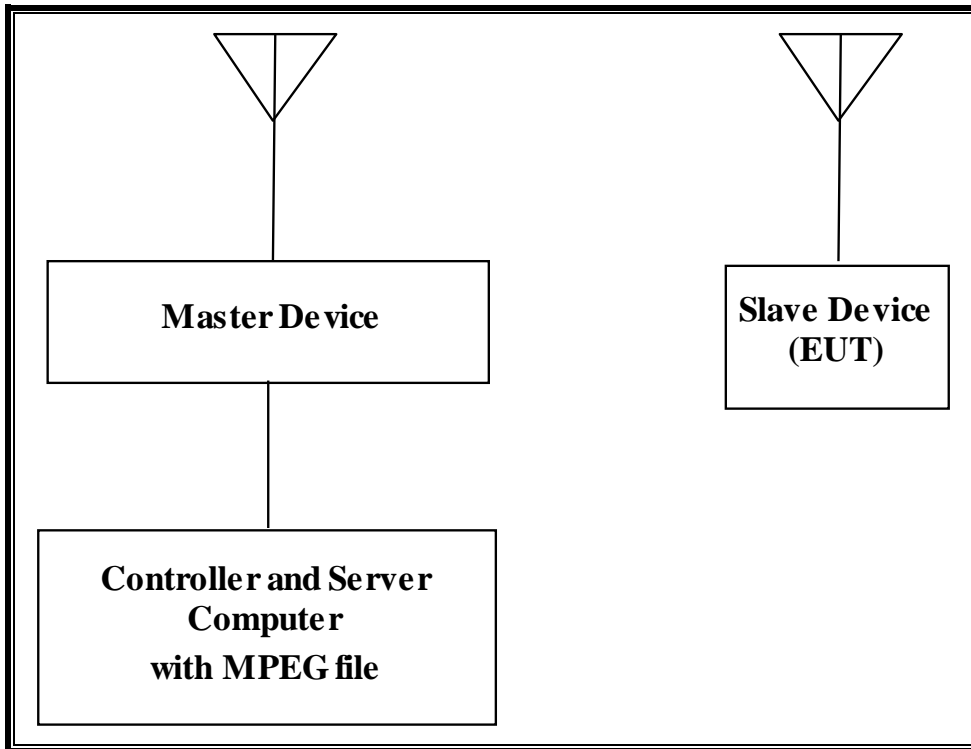 Master Device
Slave Device
(EUT)
Controller and Server
Computer
with MPEG file